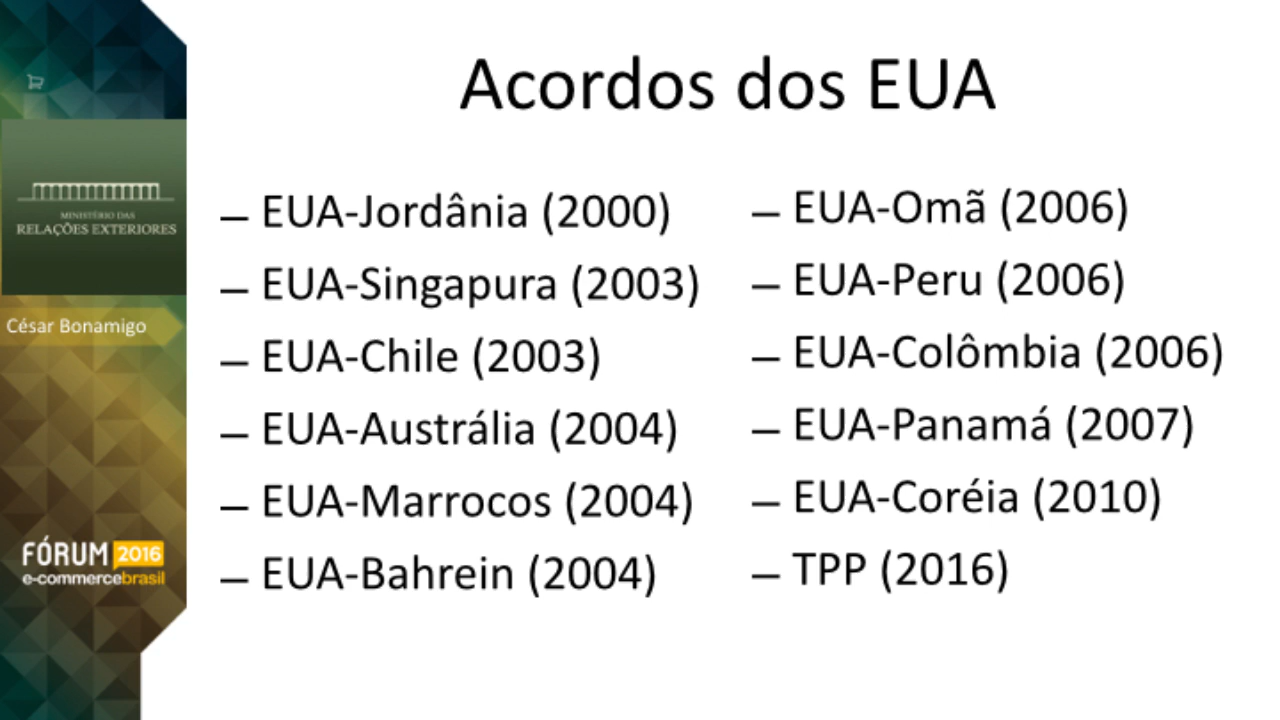 Acordos dos EUA
MINISTÉRIO DAS
RELAÇÕES EXTERIORES
César Bonamigo
FÓRUM 2016
e-commercebrasil
– EUA-Jordânia (2000)
– EUA-Singapura (2003)
– EUA-Chile (2003)
– EUA-Austrália (2004)
– EUA-Marrocos (2004)
– EUA-Bahrein (2004)
– EUA-Omã (2006)
– EUA-Peru (2006)
– EUA-Colômbia (2006)
– EUA-Panamá (2007)
– EUA-Coréia (2010)
– TPP (2016)